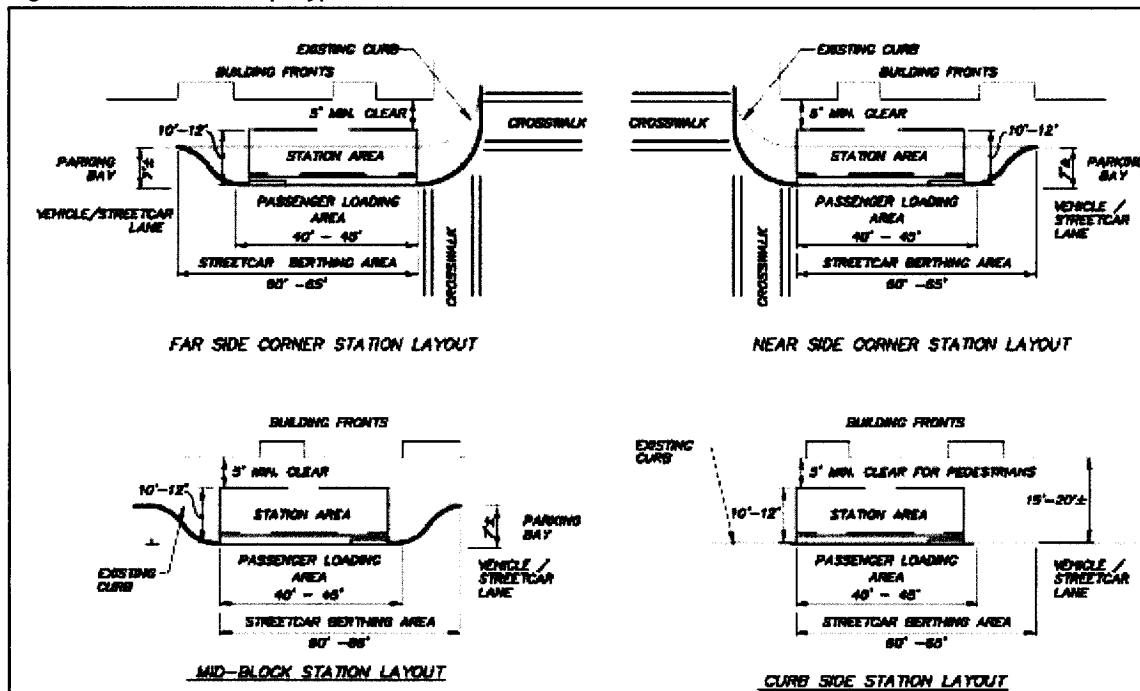 EXISTING CURB
BUILDING FRONTS
5' MIN. CLEAR
10'-12'
CROSSWALK
STATION AREA
PARKING BAY
7'±
VEHICLE/STREETCAR LANE
PASSENGER LOADING AREA
40' - 45'
STREETCAR BERTHING AREA
60' -65'
CROSSWALK
FAR SIDE CORNER STATION LAYOUT
EXISTING CURB
BUILDING FRONTS
5' MIN. CLEAR
CROSSWALK
10'-12'
STATION AREA
7'±
PARKING BAY
VEHICLE / STREETCAR LANE
PASSENGER LOADING AREA
40' - 45'
STREETCAR BERTHING AREA
60' -65'
CROSSWALK
NEAR SIDE CORNER STATION LAYOUT
BUILDING FRONTS
5' MIN. CLEAR
10'-12'
STATION AREA
7'±
PARKING BAY
EXISTING CURB
PASSENGER LOADING AREA
VEHICLE / STREETCAR LANE
40' - 45'
STREETCAR BERTHING AREA
60' -65'
MID-BLOCK STATION LAYOUT
BUILDING FRONTS
EXISTING CURB
5' MIN. CLEAR FOR PEDESTRIANS
15'-20'±
10'-12'
STATION AREA
PASSENGER LOADING AREA
VEHICLE / STREETCAR LANE
40' - 45'
STREETCAR BERTHING AREA
60' -65'
CURB SIDE STATION LAYOUT